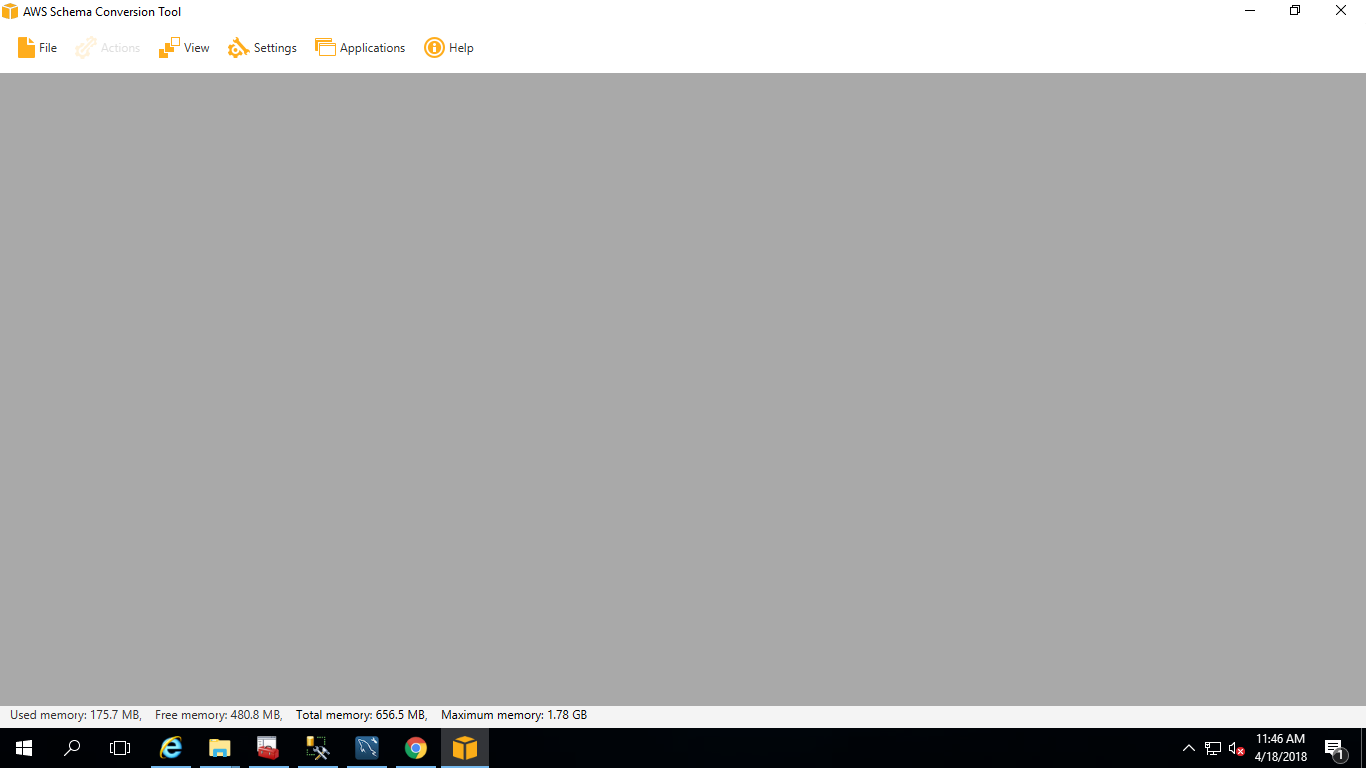 AWS Schema Conversion Tool
File Actions View Settings Applications Help
Used memory: 175.7 MB, Free memory: 480.8 MB, Total memory: 656.5 MB, Maximum memory: 1.78 GB
11:46 AM
4/18/2018
1